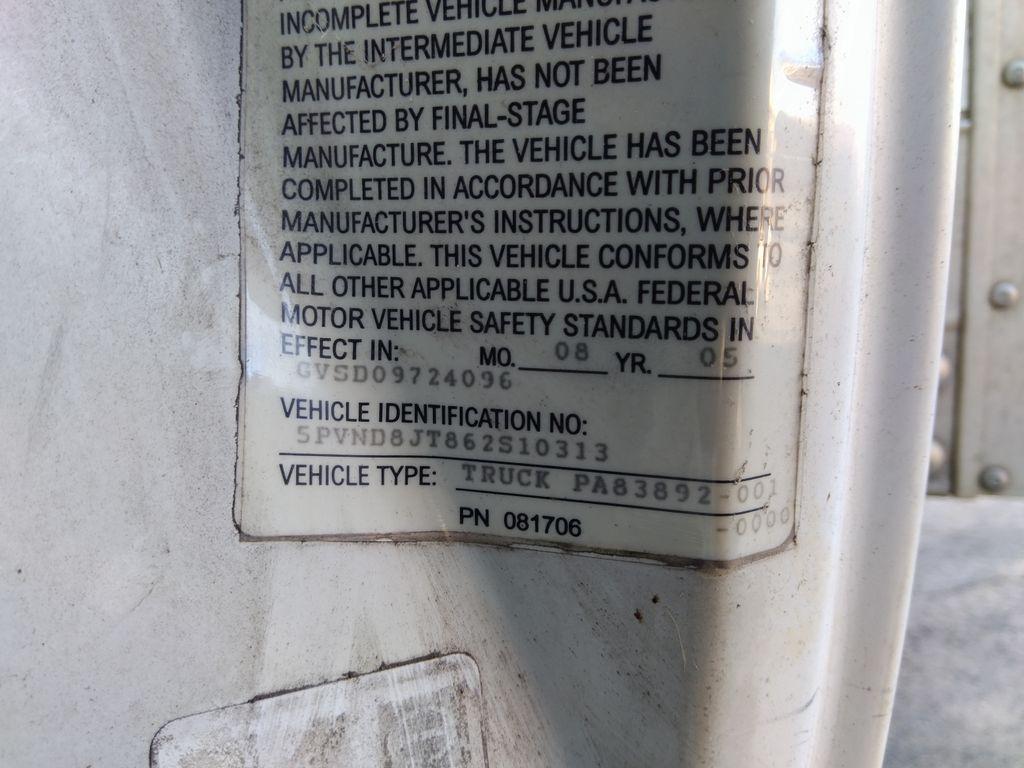 INCOMPLETE VEHICLE
BY THE INTERMEDIATE VEHICLE
MANUFACTURER, HAS NOT BEEN
AFFECTED BY FINAL-STAGE
MANUFACTURE. THE VEHICLE HAS BEEN
COMPLETED IN ACCORDANCE WITH PRIOR
MANUFACTURER'S INSTRUCTIONS, WHERE
APPLICABLE. THIS VEHICLE CONFORMS TO
ALL OTHER APPLICABLE U.S.A. FEDERAL
MOTOR VEHICLE SAFETY STANDARDS IN
EFFECT IN: MO. 08 YR. 05
GVSD09724096
VEHICLE IDENTIFICATION NO:
5PVND8JT862S10313
VEHICLE TYPE: TRUCK PA83892-001
PN 081706 -0000